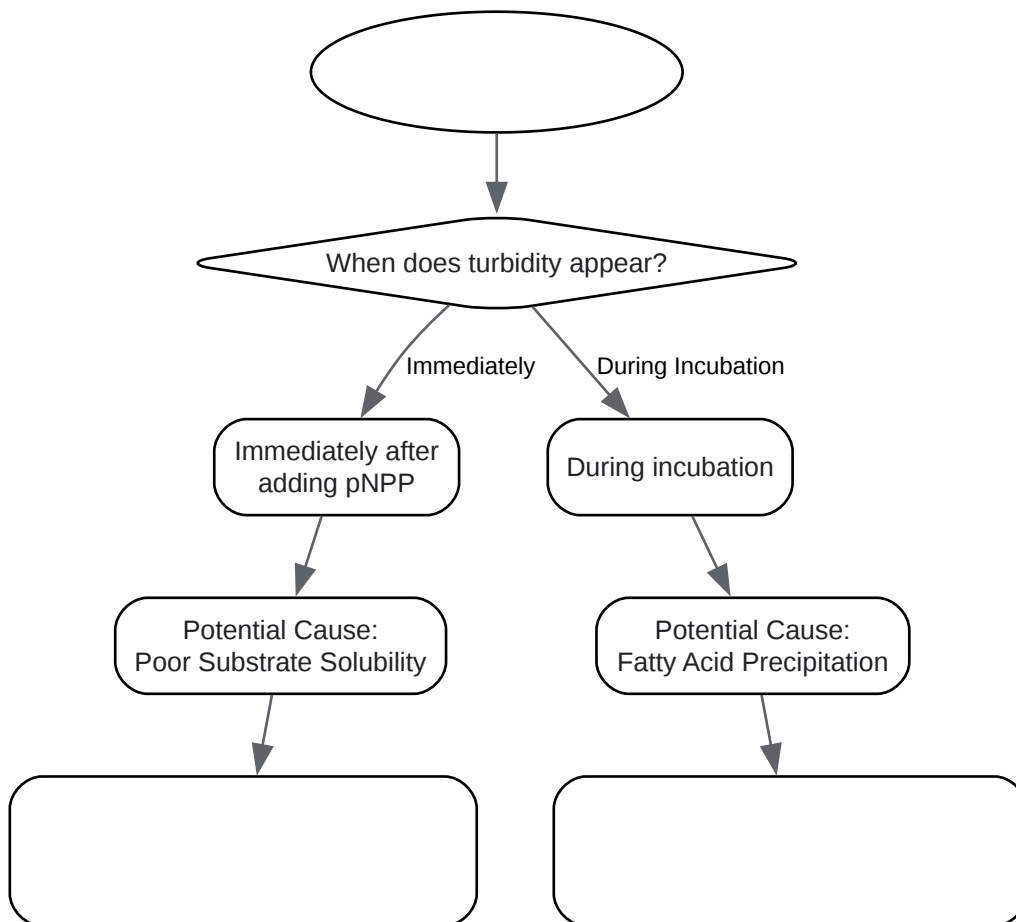 When does turbidity appear?
Immediately
During Incubation
Immediately after
adding pNPP
During incubation
Potential Cause:
Poor Substrate Solubility
Potential Cause:
Fatty Acid Precipitation